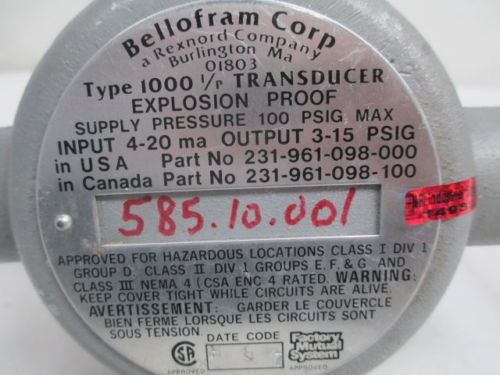 Bellofram Corp
a Rexnord Company
Burlington Ma
01803
Type 1000 I/P TRANSDUCER
EXPLOSION PROOF
SUPPLY PRESSURE 100 PSIG MAX
INPUT 4-20 ma OUTPUT 3-15 PSIG
in USA Part No 231-961-098-000
in Canada Part No 231-961-098-100
585.10.001
APPROVED FOR HAZARDOUS LOCATIONS CLASS I DIV 1
GROUP D. CLASS II DIV 1 GROUPS E, F, & G AND
CLASS III NEMA 4 (CSA ENC 4 RATED. WARNING:
KEEP COVER TIGHT WHILE CIRCUITS ARE ALIVE.
AVERTISSEMENT: GARDER LE COUVERCLE
BIEN FERME LORSQUE LES CIRCUITS SONT
SOUS TENSION
DATE CODE
SA
APPROVED
Factory
Mutual
System
APPROVED